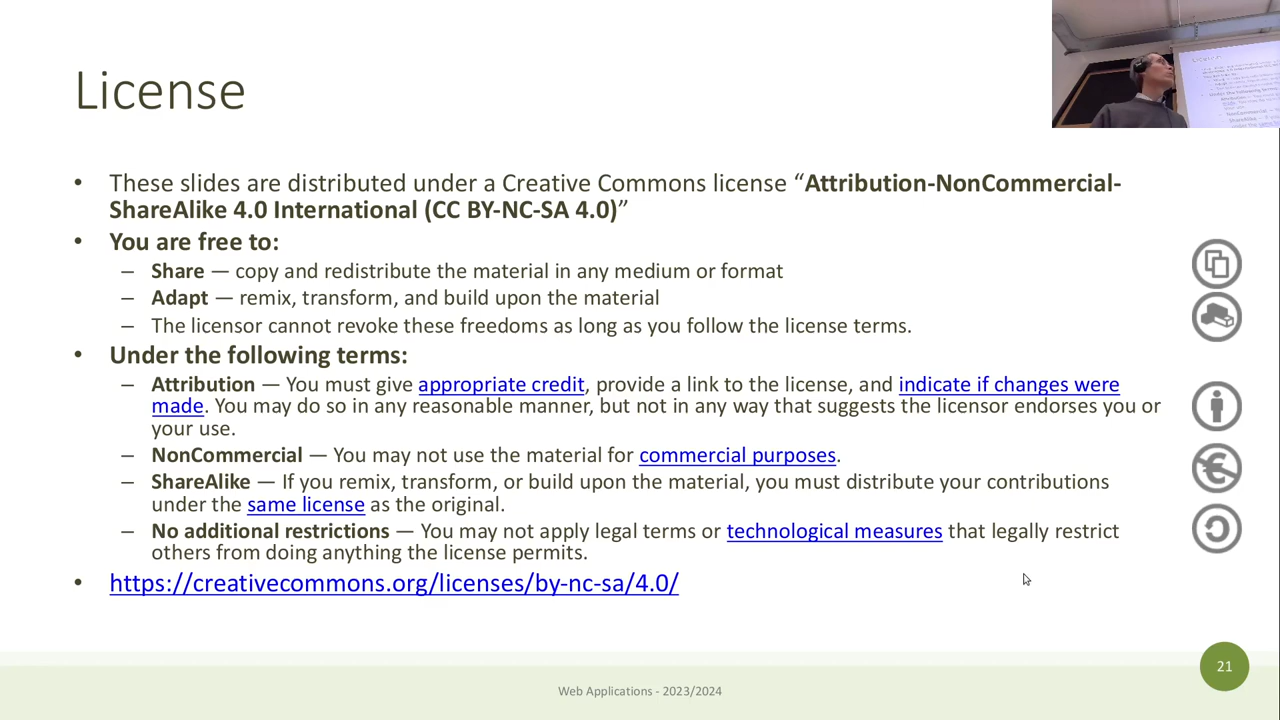 License
• These slides are distributed under a Creative Commons license “Attribution-NonCommercial-
ShareAlike 4.0 International (CC BY-NC-SA 4.0)”
• You are free to:
– Share — copy and redistribute the material in any medium or format
– Adapt — remix, transform, and build upon the material
– The licensor cannot revoke these freedoms as long as you follow the license terms.
• Under the following terms:
– Attribution — You must give appropriate credit, provide a link to the license, and indicate if changes were
made. You may do so in any reasonable manner, but not in any way that suggests the licensor endorses you or
your use.
– NonCommercial — You may not use the material for commercial purposes.
– ShareAlike — If you remix, transform, or build upon the material, you must distribute your contributions
under the same license as the original.
– No additional restrictions — You may not apply legal terms or technological measures that legally restrict
others from doing anything the license permits.
• https://creativecommons.org/licenses/by-nc-sa/4.0/
Web Applications - 2023/2024
21